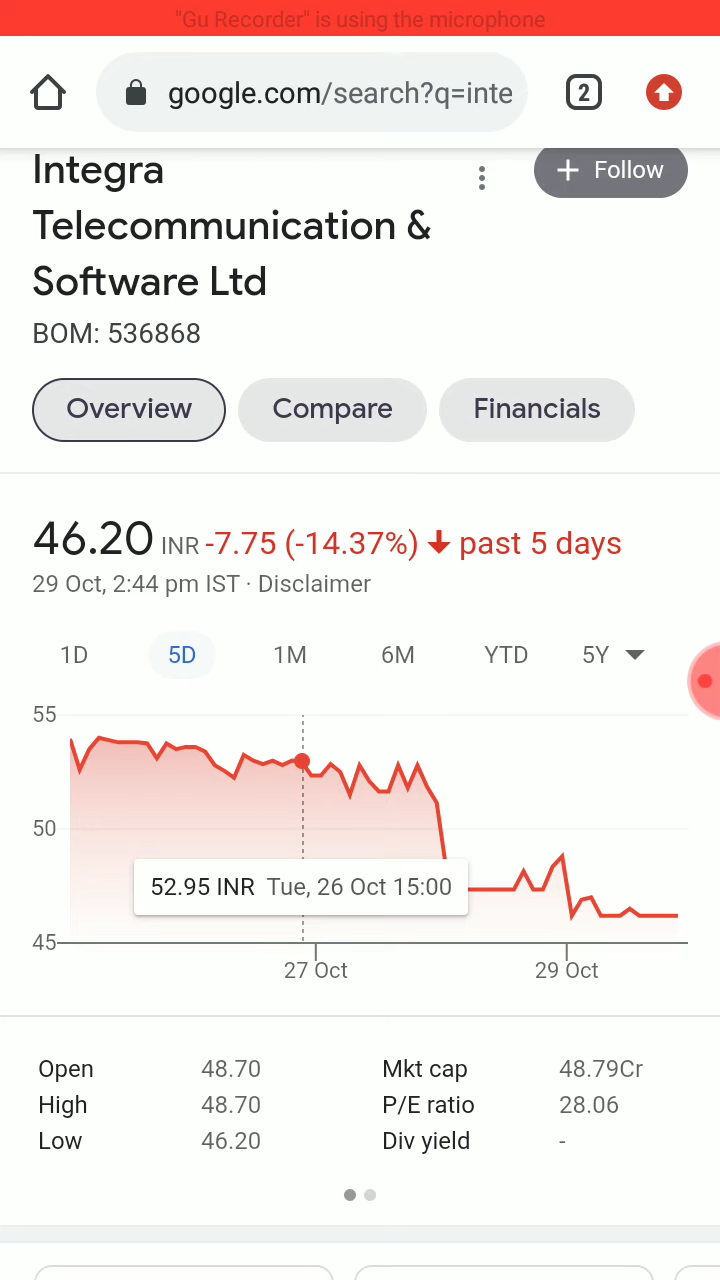 "Gu Recorder" is using the microphone
google.com/search?q=inte
2
Integra
Telecommunication &
Software Ltd
+ Follow
BOM: 536868
Overview Compare Financials
46.20 INR -7.75 (-14.37%) ↓ past 5 days
29 Oct, 2:44 pm IST · Disclaimer
1D 5D 1M 6M YTD 5Y
55
50
52.95 INR Tue, 26 Oct 15:00
45
27 Oct 29 Oct
Open 48.70 Mkt cap 48.79Cr
High 48.70 P/E ratio 28.06
Low 46.20 Div yield -